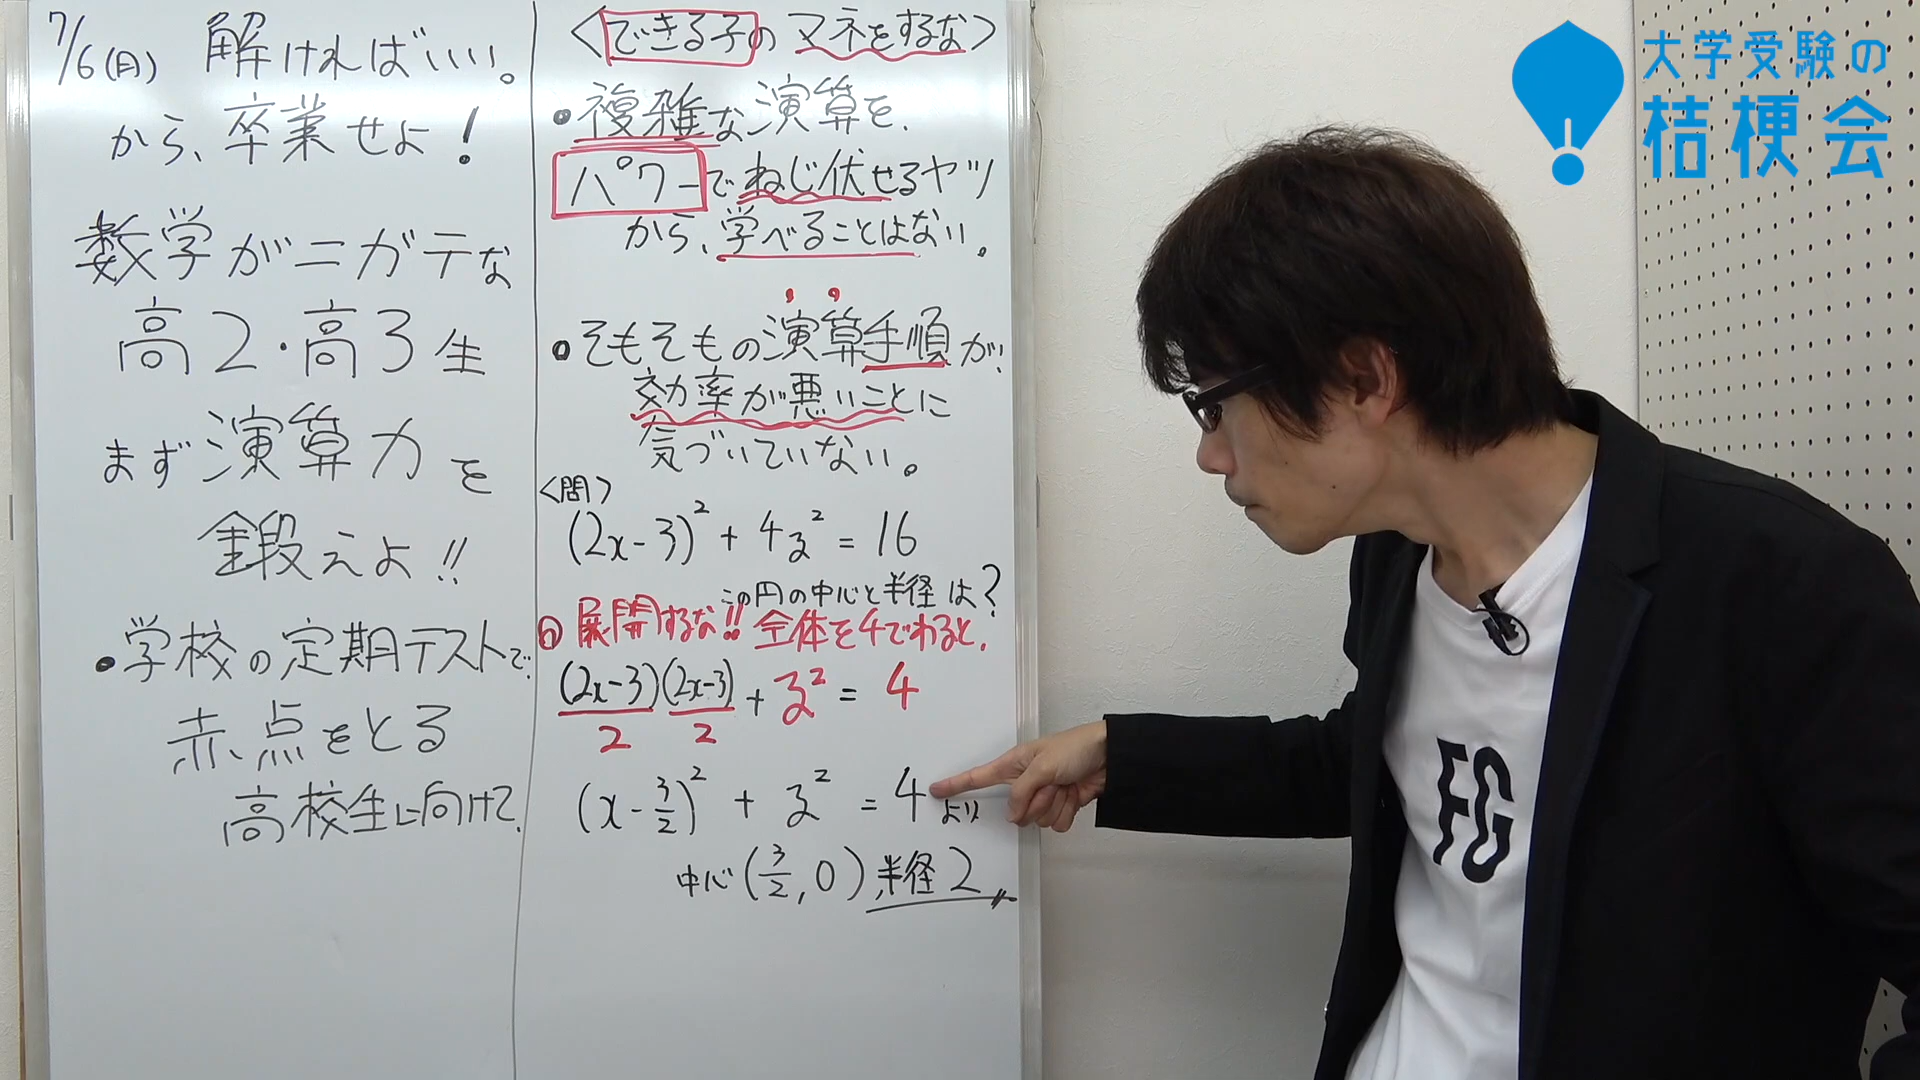 7/6(月) 解ければいい。
から、卒業せよ!
数学がニガテな
高2・高3生
まず演算力を
鍛えよ!!
・学校の定期テストで、
赤点をとる
高校生に向けて、
<できる子のマネをするな>
・複雑な演算を、
パワーでねじ伏せるヤツ
から、学べることはない。
・そもそもの演算手順が、
効率が悪いことに
気づいていない。
<問>
(2x-3)² + 4y² = 16
この円の中心と半径は?
展開するな!! 全体を4でわると、
(2x-3)/2 (2x-3)/2 + y² = 4
(x - 3/2)² + y² = 4 より
中心(3/2, 0) 半径2
大学受験の
桔梗会
FG